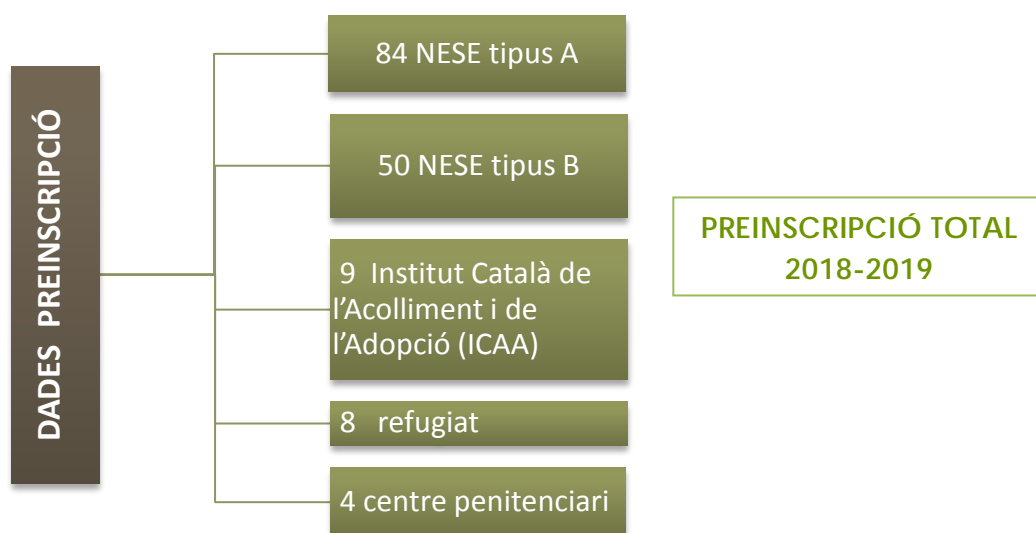 DADES PREINSCRIPCIÓ
84 NESE tipus A
50 NESE tipus B
9 Institut Català de
l’Acolliment i de
l’Adopció (ICAA)
8 refugiat
4 centre penitenciari
PREINSCRIPCIÓ TOTAL
2018-2019